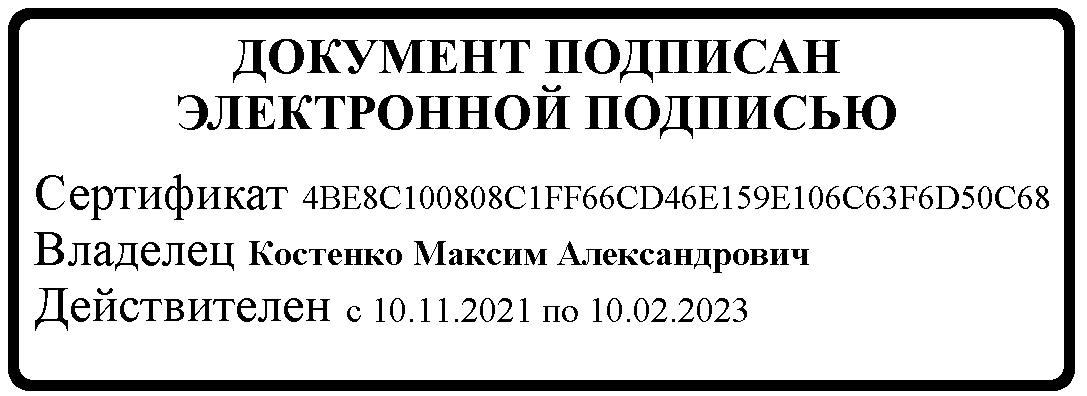 ДОКУМЕНТ ПОДПИСАН
ЭЛЕКТРОННОЙ ПОДПИСЬЮ
Сертификат 4BE8C100808C1FF66CD46E159E106C63F6D50C68
Владелец Костенко Максим Александрович
Действителен с 10.11.2021 по 10.02.2023